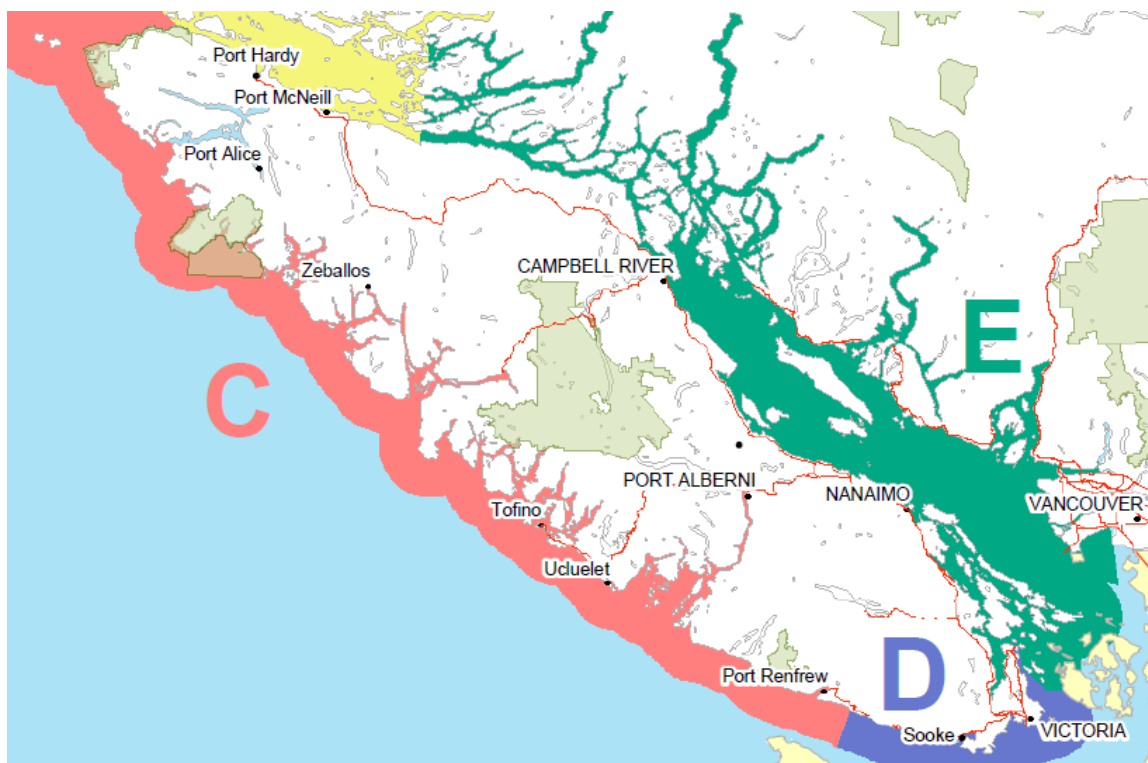 Port Hardy
Port McNeill
Port Alice
Zeballos
CAMPBELL RIVER
E
C
PORT ALBERNI
NANAIMO
VANCOUVER
Tofino
Ucluelet
D
Port Renfrew
Sooke
VICTORIA